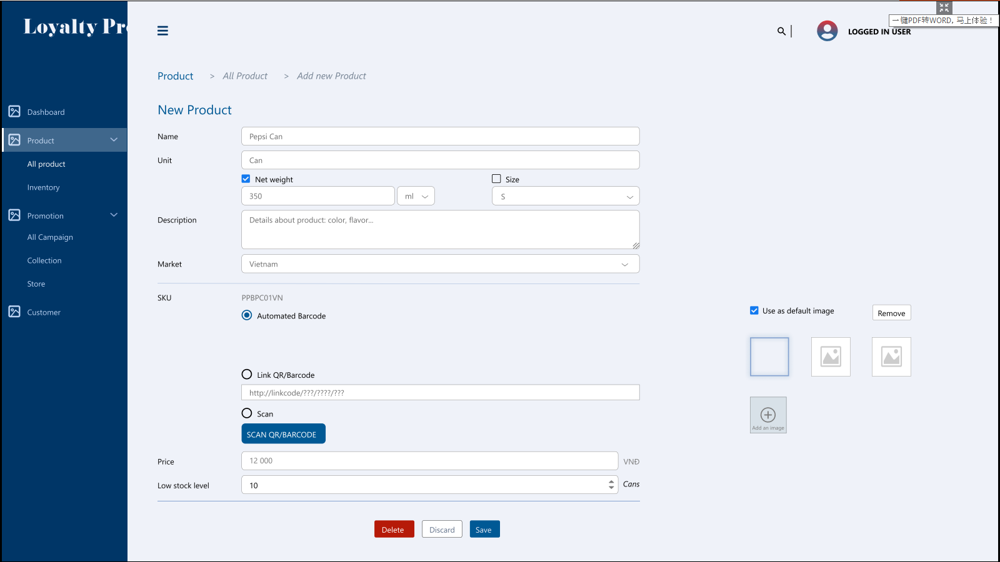 Loyalty Pr
一键PDF转WORD, 马上体验！
LOGGED IN USER
Product > All Product > Add new Product
Dashboard
Product
All product
Inventory
Promotion
All Campaign
Collection
Store
Customer
New Product
Name
Pepsi Can
Unit
Can
Net weight
Size
350
ml
S
Description
Details about product: color, flavor...
Market
Vietnam
SKU
PPBPC01VN
Automated Barcode
Link QR/Barcode
http://linkcode/???/????/???
Scan
SCAN QR/BARCODE
Price
12 000
VNĐ
Low stock level
10
Cans
Delete
Discard
Save
Use as default image
Remove
Add an image